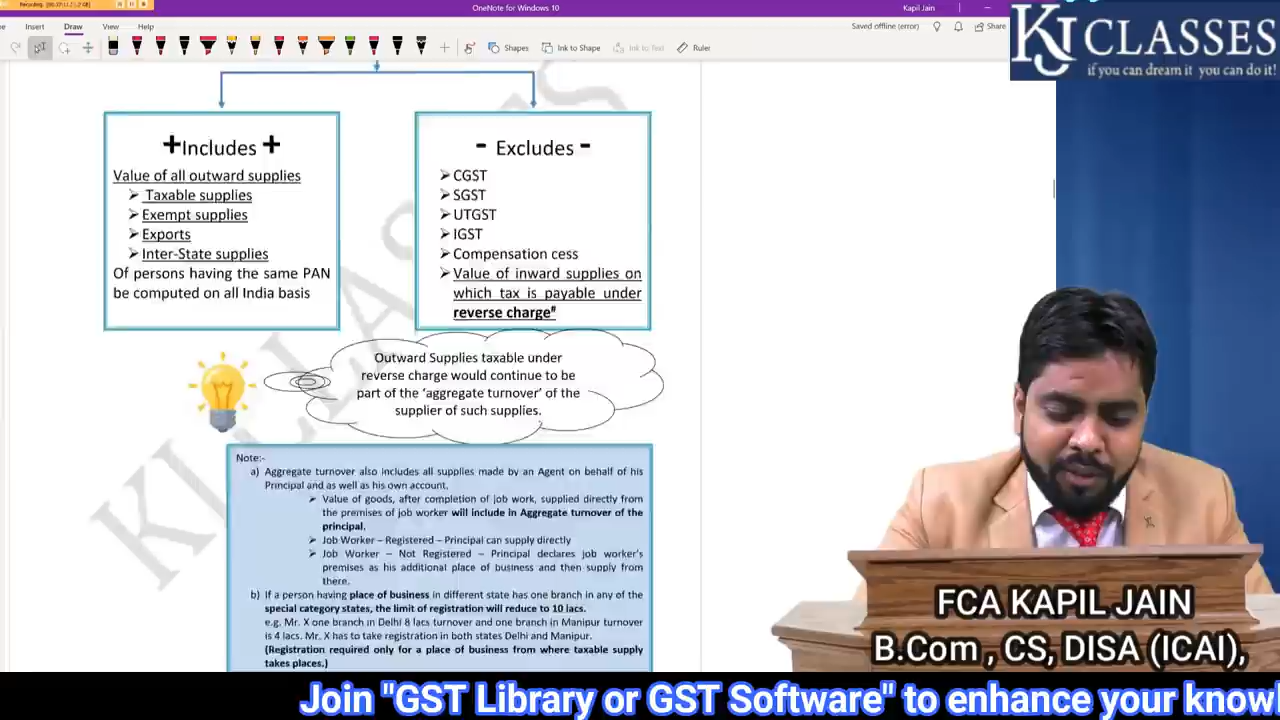 OneNote for Windows 10
Kapil Jain
Insert Draw View Help
Saved offline (error)
Share
Shapes
Ink to Shape
Ink to Text
Ruler
KJ CLASSES
if you can dream it you can do it!
+Includes +
Value of all outward supplies
➢ Taxable supplies
➢ Exempt supplies
➢ Exports
➢ Inter-State supplies
Of persons having the same PAN
be computed on all India basis
- Excludes -
➢ CGST
➢ SGST
➢ UTGST
➢ IGST
➢ Compensation cess
➢ Value of inward supplies on
which tax is payable under
reverse charge#
Outward Supplies taxable under
reverse charge would continue to be
part of the ‘aggregate turnover’ of the
supplier of such supplies.
KJ CLASSES
Note:-
a) Aggregate turnover also includes all supplies made by an Agent on behalf of his
Principal and as well as his own account.
➢ Value of goods, after completion of job work, supplied directly from
the premises of job worker will include in Aggregate turnover of the
principal.
➢ Job Worker – Registered – Principal can supply directly
➢ Job Worker – Not Registered – Principal declares job worker's
premises as his additional place of business and then supply from
there.
b) If a person having place of business in different state has one branch in any of the
special category states, the limit of registration will reduce to 10 lacs.
e.g. Mr. X one branch in Delhi 8 lacs turnover and one branch in Manipur turnover
is 4 lacs. Mr. X has to take registration in both states Delhi and Manipur.
(Registration required only for a place of business from where taxable supply
takes places.)
FCA KAPIL JAIN
B.Com , CS, DISA (ICAI),
Join "GST Library or GST Software" to enhance your knowl